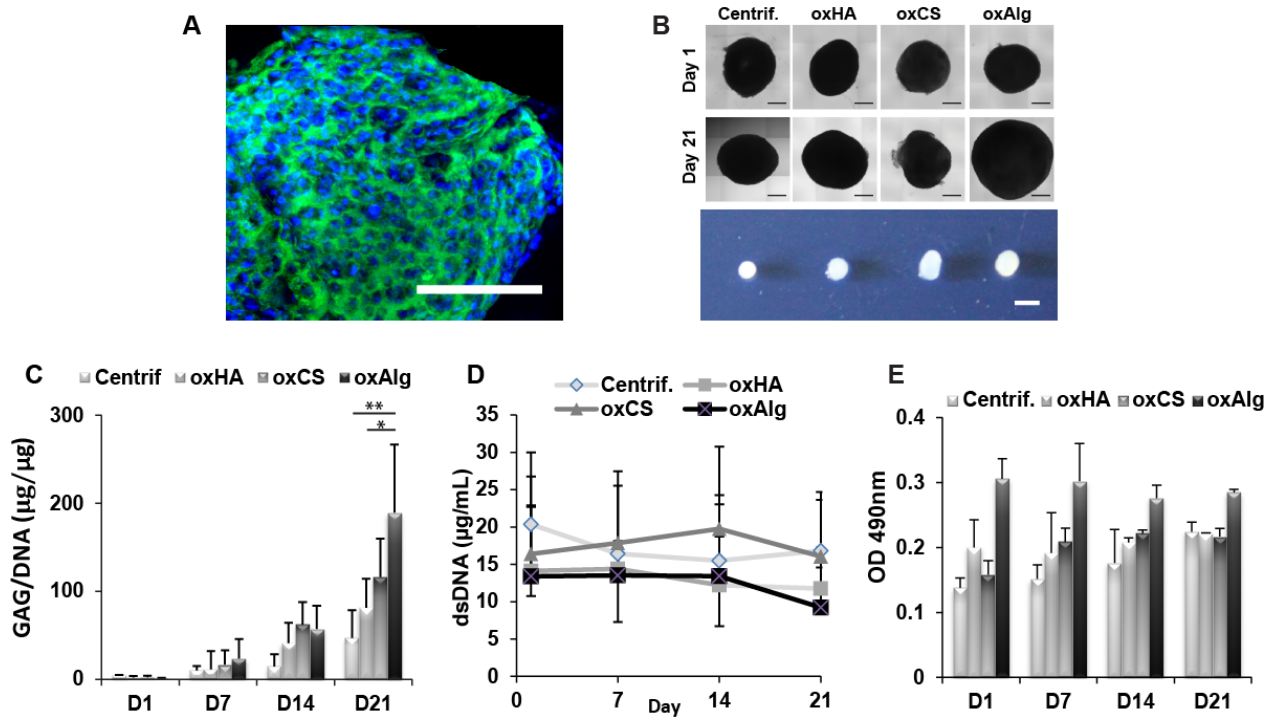 A
B
Centrif. oxHA oxCS oxAlg
Day 1
Day 21
C
Centrif oxHA oxCS oxAlg
GAG/DNA (µg/µg)
300
200
100
0
**
*
D1 D7 D14 D21
D
Centrif. oxHA
oxCS oxAlg
dsDNA (µg/mL)
35
30
25
20
15
10
5
0
0 7 14 21
Day
E
Centrif. oxHA oxCS oxAlg
OD 490nm
0.4
0.3
0.2
0.1
0
D1 D7 D14 D21